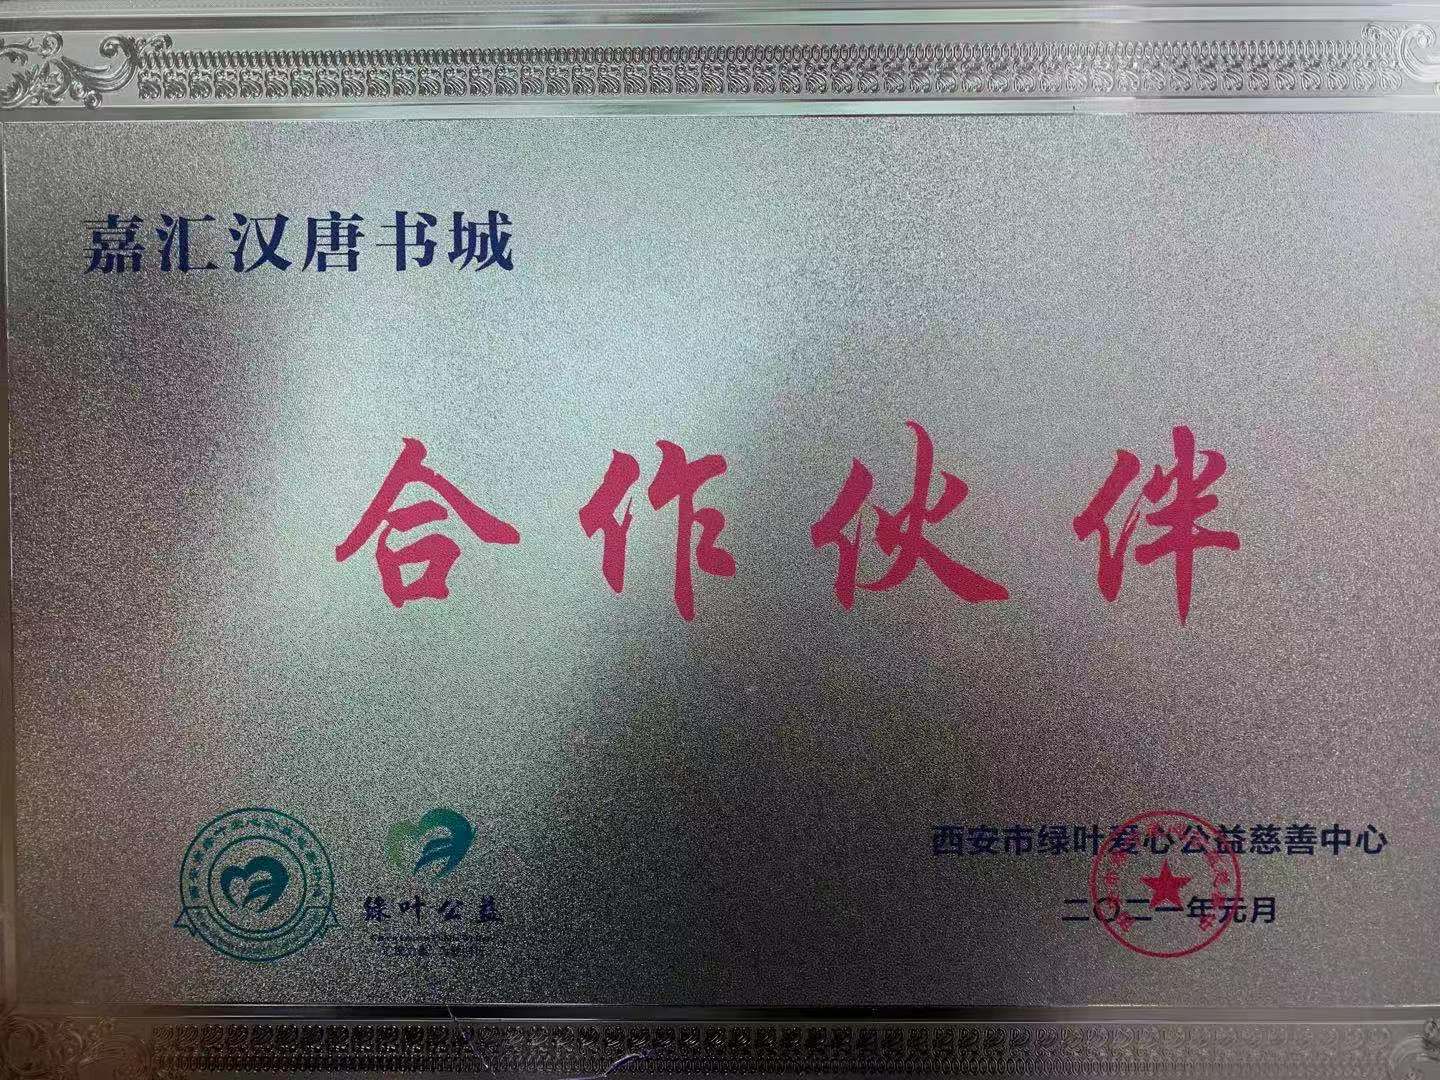 嘉汇汉唐书城
合作伙伴
绿叶公益
西安市绿叶爱心公益慈善中心
二〇二一年元月